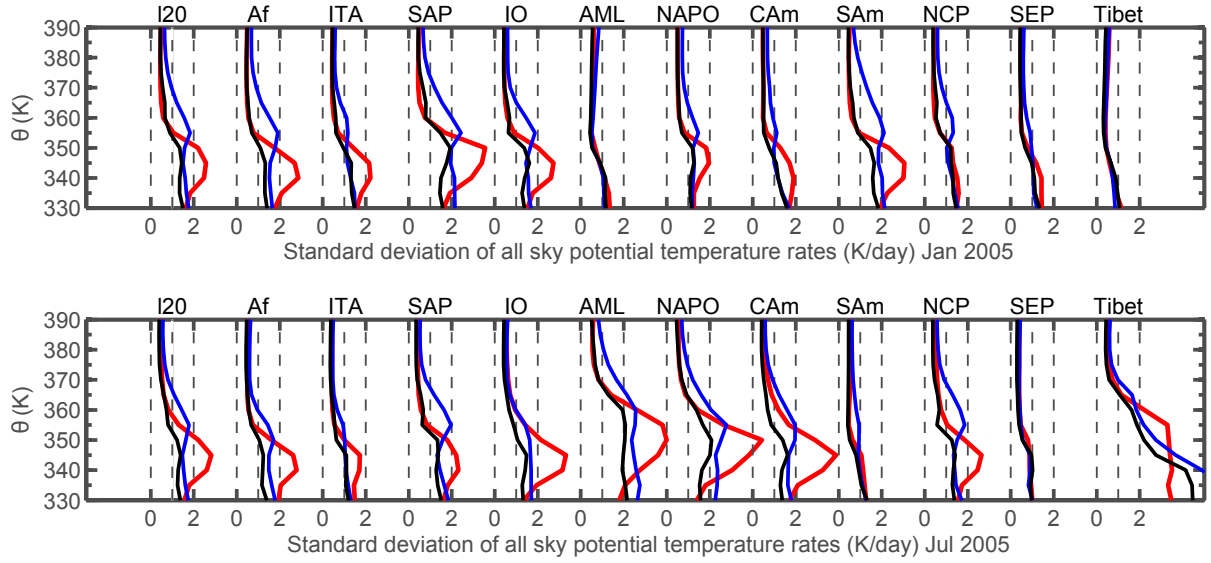 I20 Af ITA SAP IO AML NAPO CAm SAm NCP SEP Tibet
390
380
370
360
350
340
330
θ (K)
0 2 0 2 0 2 0 2 0 2 0 2 0 2 0 2 0 2 0 2 0 2 0 2
Standard deviation of all sky potential temperature rates (K/day) Jan 2005
I20 Af ITA SAP IO AML NAPO CAm SAm NCP SEP Tibet
390
380
370
360
350
340
330
θ (K)
0 2 0 2 0 2 0 2 0 2 0 2 0 2 0 2 0 2 0 2 0 2 0 2
Standard deviation of all sky potential temperature rates (K/day) Jul 2005